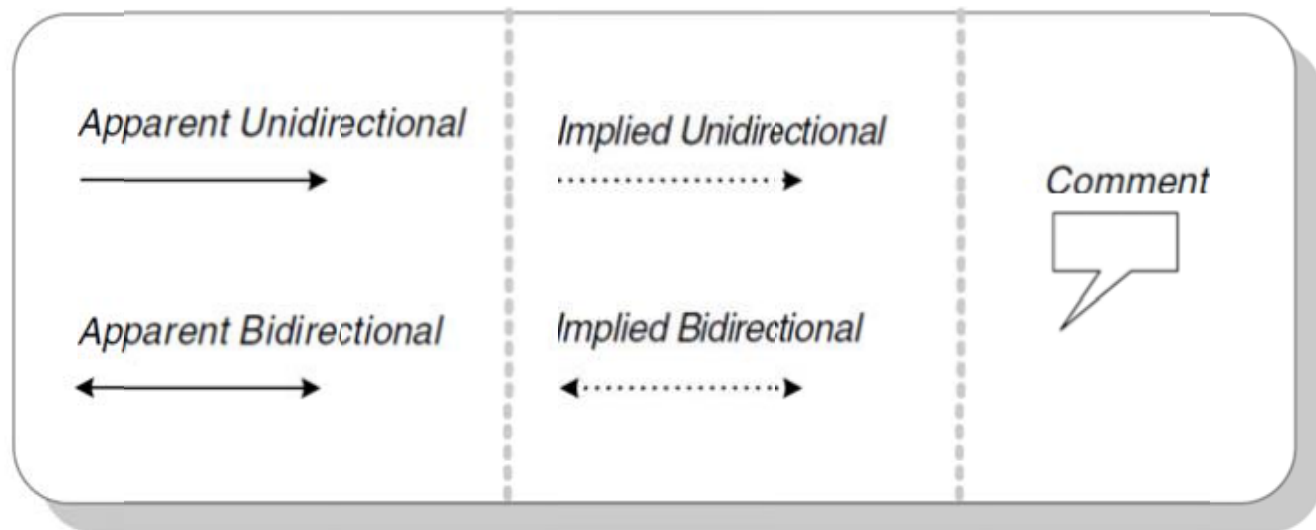 Apparent Unidirectional
Implied Unidirectional
Comment
Apparent Bidirectional
Implied Bidirectional